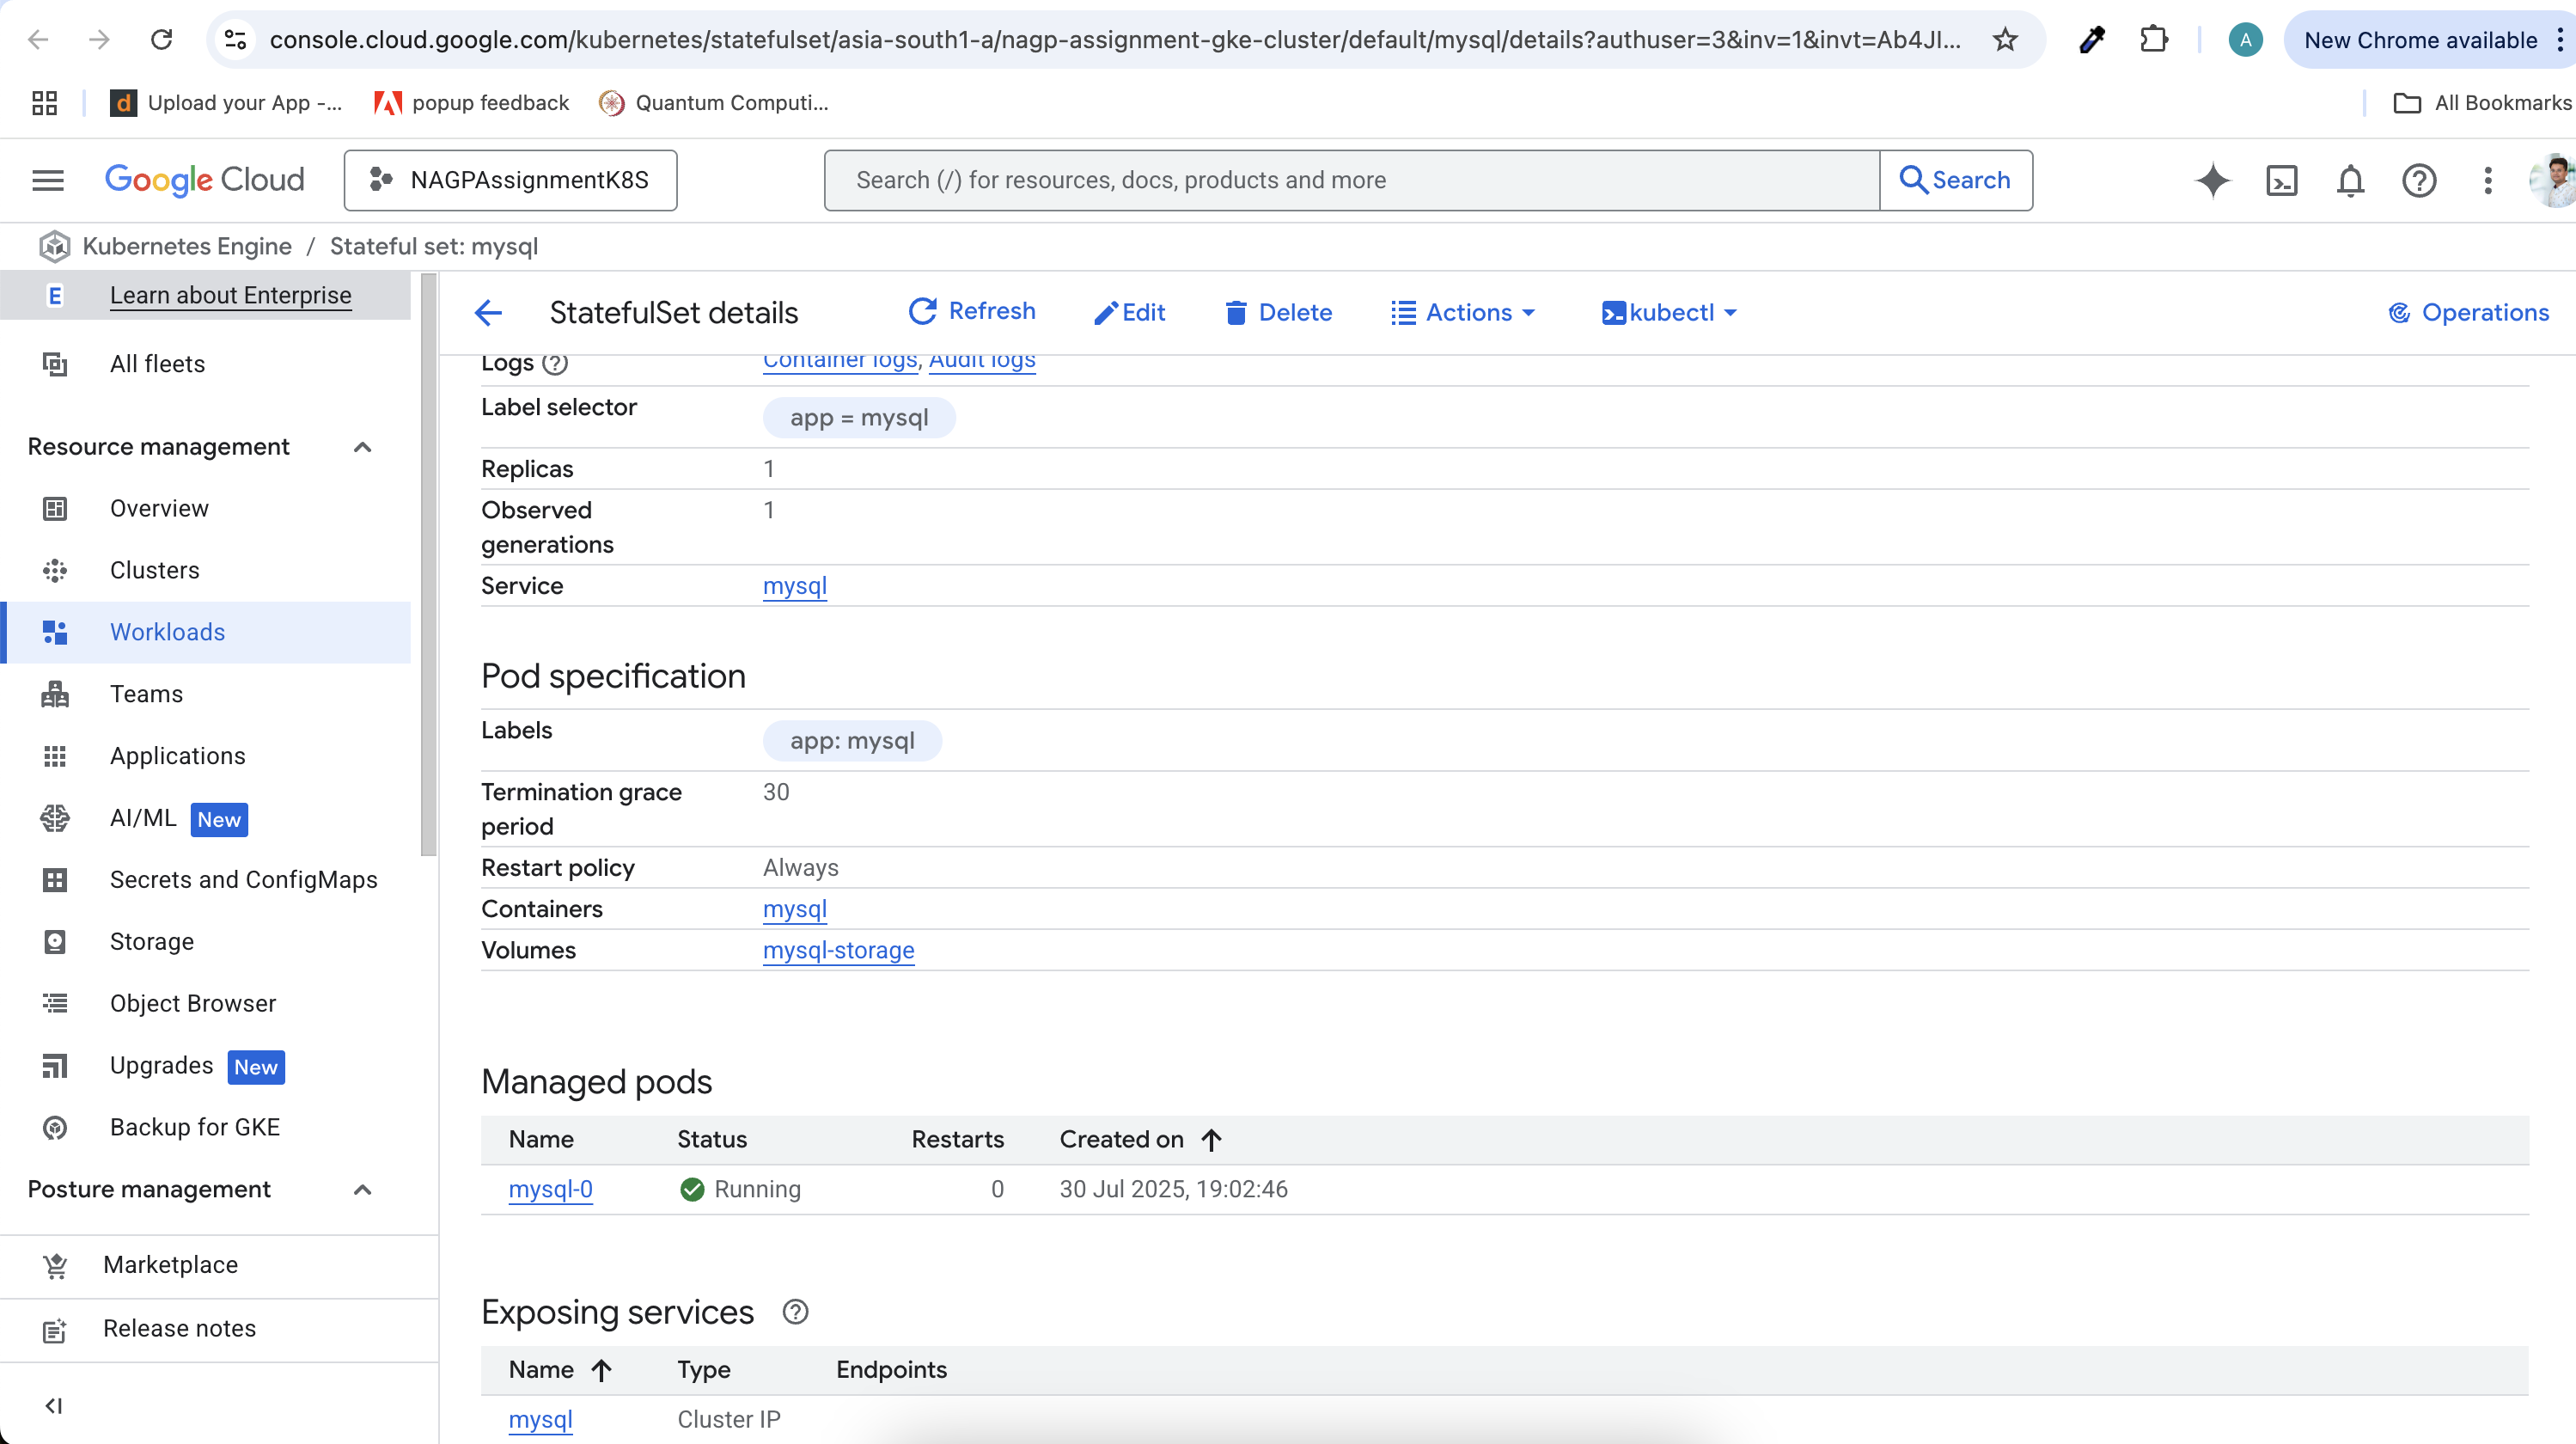 console.cloud.google.com/kubernetes/statefulset/asia-south1-a/nagp-assignment-gke-cluster/default/mysql/details?authuser=3&inv=1&invt=Ab4JI...
A
New Chrome available
d Upload your App -...
popup feedback
Quantum Computi...
All Bookmarks
Google Cloud
NAGPAssignmentK8S
Search (/) for resources, docs, products and more
Search
Kubernetes Engine / Stateful set: mysql
E Learn about Enterprise
All fleets
Resource management
Overview
Clusters
Workloads
Teams
Applications
AI/ML New
Secrets and ConfigMaps
Storage
Object Browser
Upgrades New
Backup for GKE
Posture management
Marketplace
Release notes
StatefulSet details
Refresh
Edit
Delete
Actions
kubectl
Operations
Logs Container logs, Audit logs
Label selector app = mysql
Replicas 1
Observed generations 1
Service mysql
Pod specification
Labels app: mysql
Termination grace period 30
Restart policy Always
Containers mysql
Volumes mysql-storage
Managed pods
Name Status Restarts Created on
mysql-0 Running 0 30 Jul 2025, 19:02:46
Exposing services
Name Type Endpoints
mysql Cluster IP